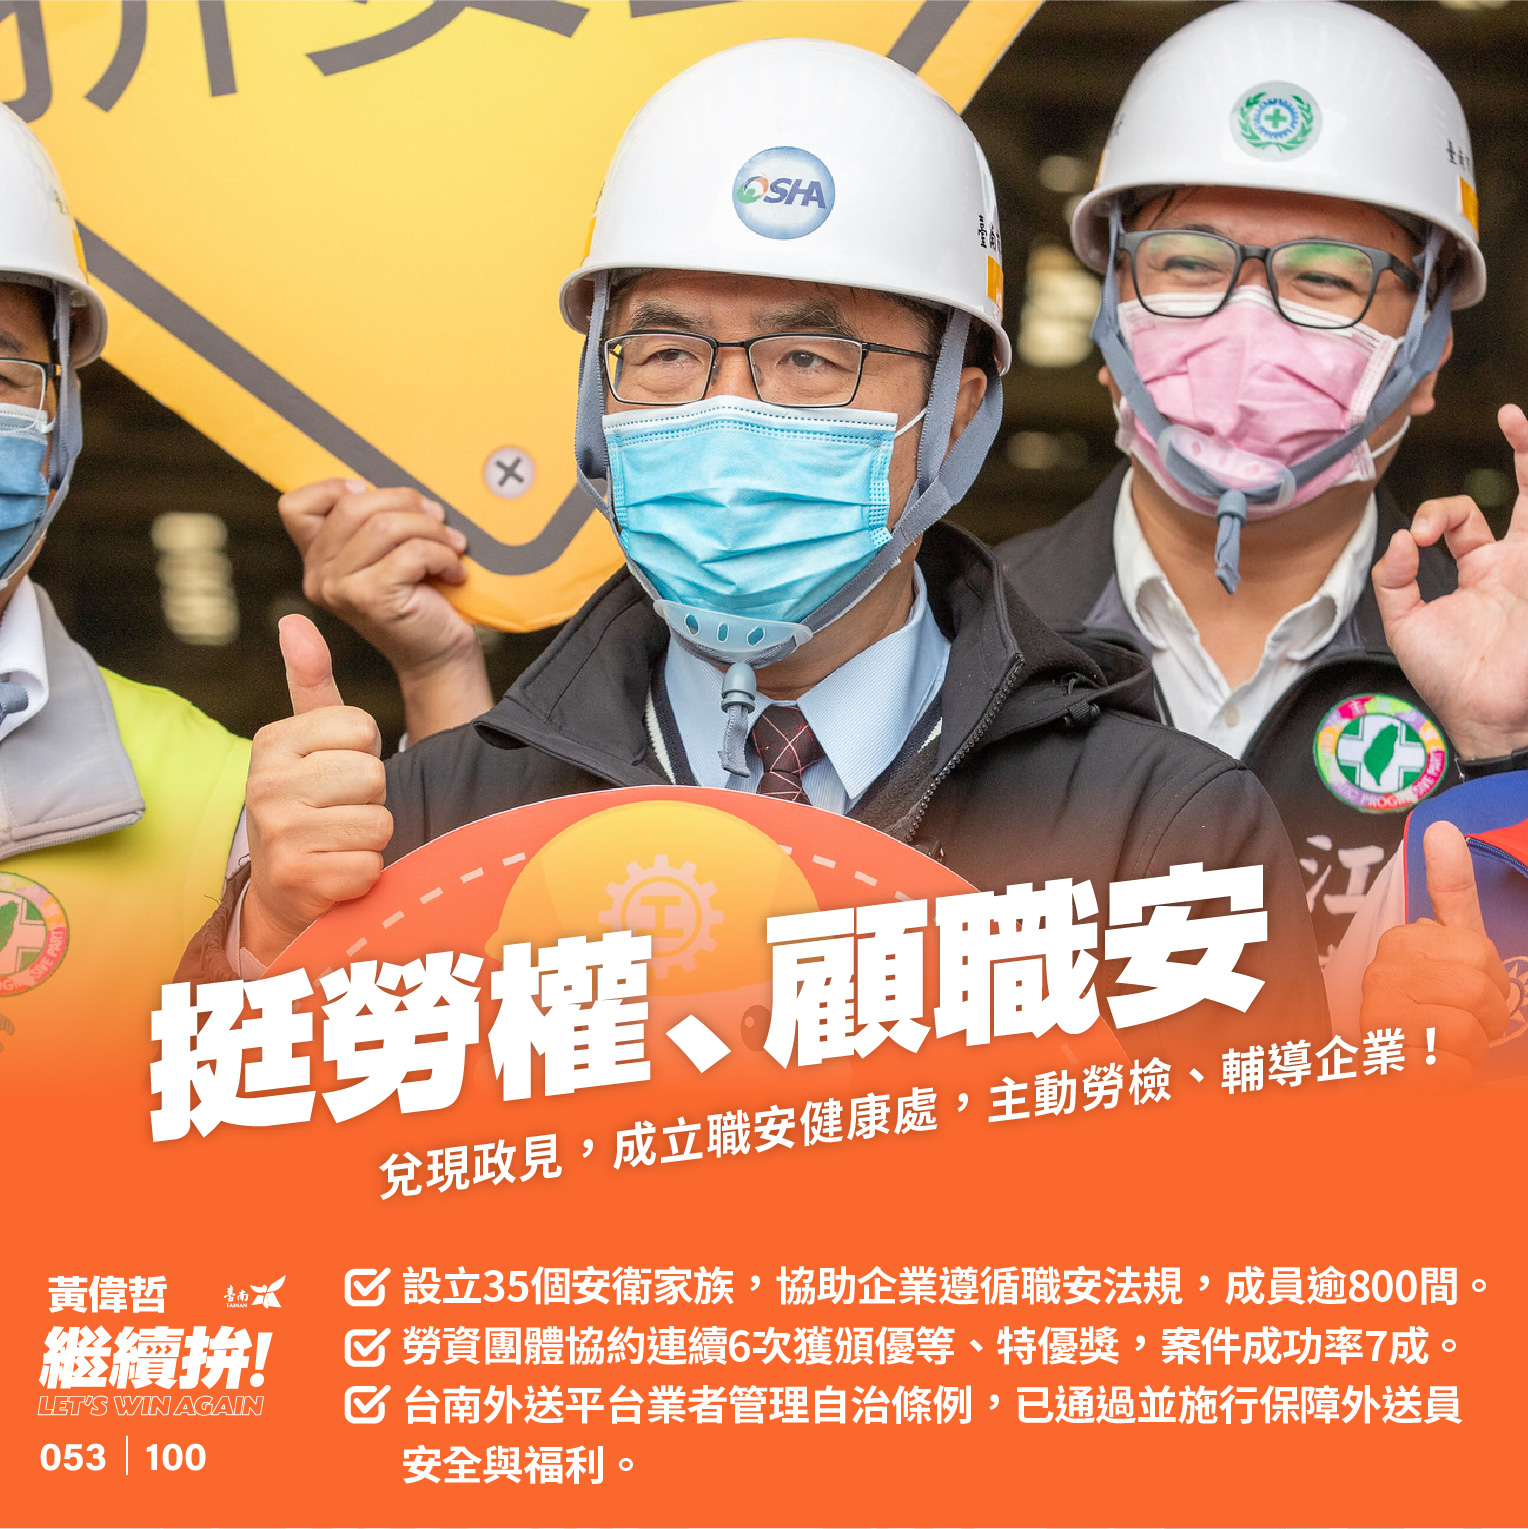 OSHA
江
挺勞權、顧職安
兌現政見，成立職安健康處，主動勞檢、輔導企業！
黃偉哲
臺南
TAINAN
繼續拚!
LET'S WIN AGAIN
053｜100
設立35個安衛家族，協助企業遵循職安法規，成員逾800間。
勞資團體協約連續6次獲頒優等、特優獎，案件成功率7成。
台南外送平台業者管理自治條例，已通過並施行保障外送員
安全與福利。